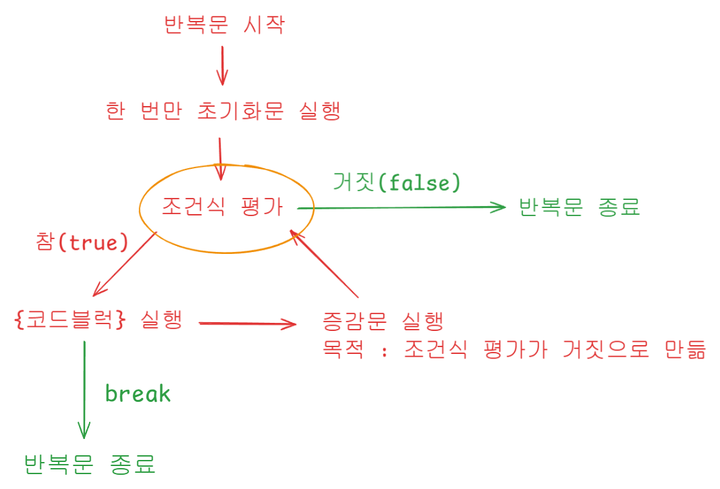 반복문 시작
한 번만 초기화문 실행
거짓(false)
조건식 평가
반복문 종료
참(true)
{코드블럭} 실행
증감문 실행
목적 : 조건식 평가가 거짓으로 만듦
break
반복문 종료